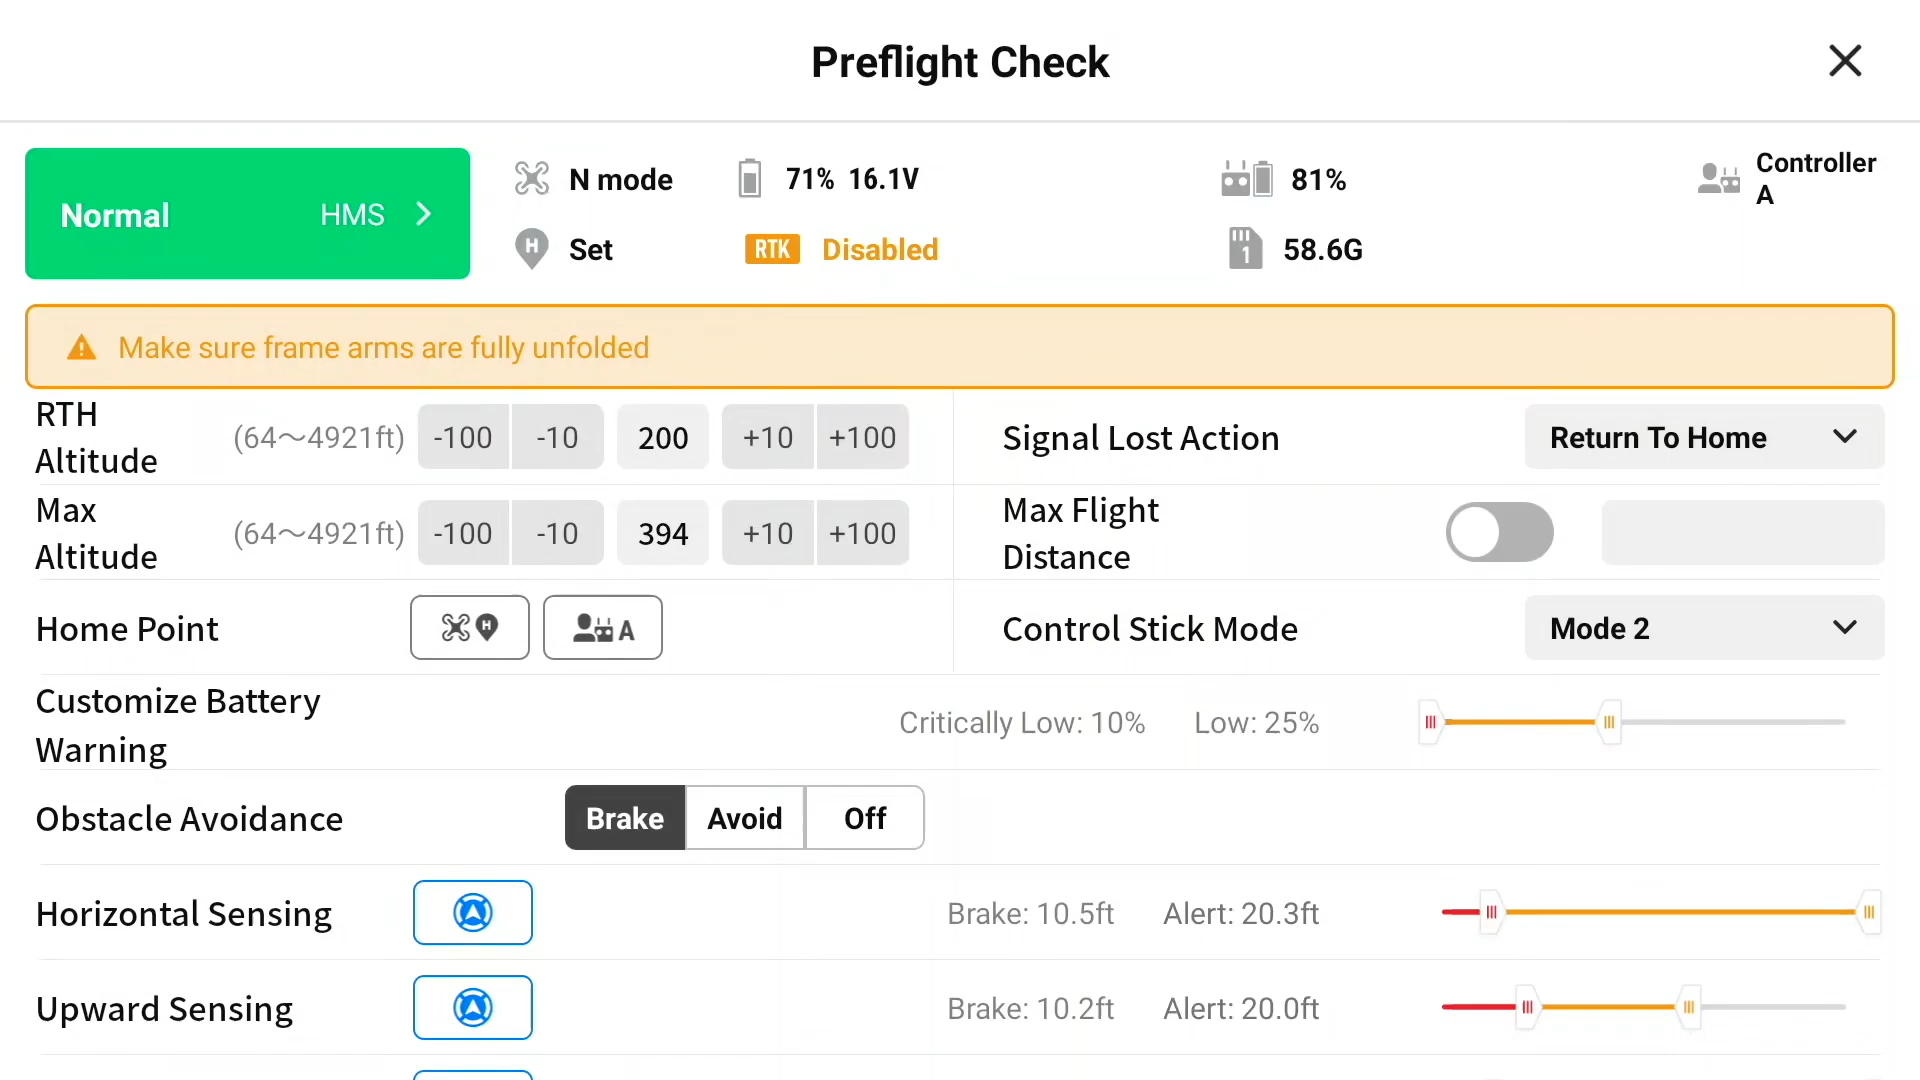 Preflight Check
Normal HMS
N mode 71% 16.1V 81% Controller A
H Set RTK Disabled 1 58.6G
Make sure frame arms are fully unfolded
RTH Altitude (64～4921ft) -100 -10 200 +10 +100 Signal Lost Action Return To Home
Max Altitude (64～4921ft) -100 -10 394 +10 +100 Max Flight Distance
Home Point H A Control Stick Mode Mode 2
Customize Battery Warning Critically Low: 10% Low: 25%
Obstacle Avoidance Brake Avoid Off
Horizontal Sensing Brake: 10.5ft Alert: 20.3ft
Upward Sensing Brake: 10.2ft Alert: 20.0ft